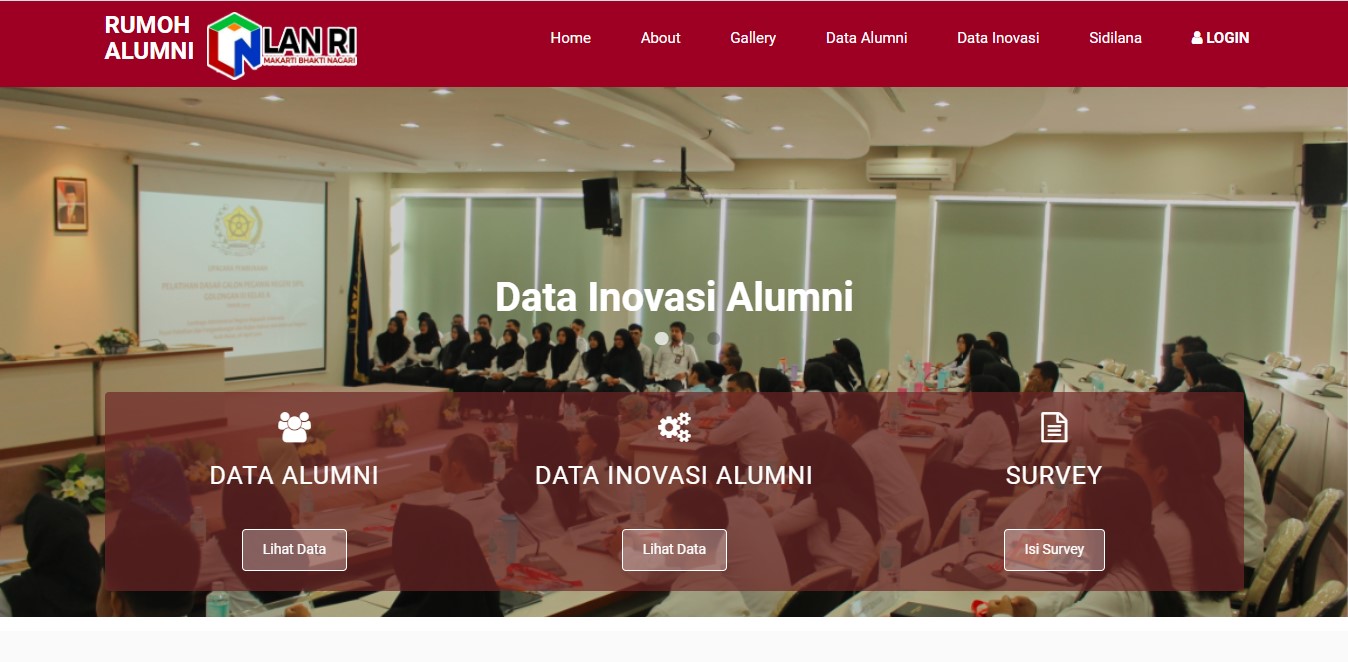 RUMOH
ALUMNI
LAN RI
MAKARTI BHAKTI NAGARI
Home
About
Gallery
Data Alumni
Data Inovasi
Sidilana
LOGIN
Data Inovasi Alumni
DATA ALUMNI
DATA INOVASI ALUMNI
SURVEY
Lihat Data
Lihat Data
Isi Survey